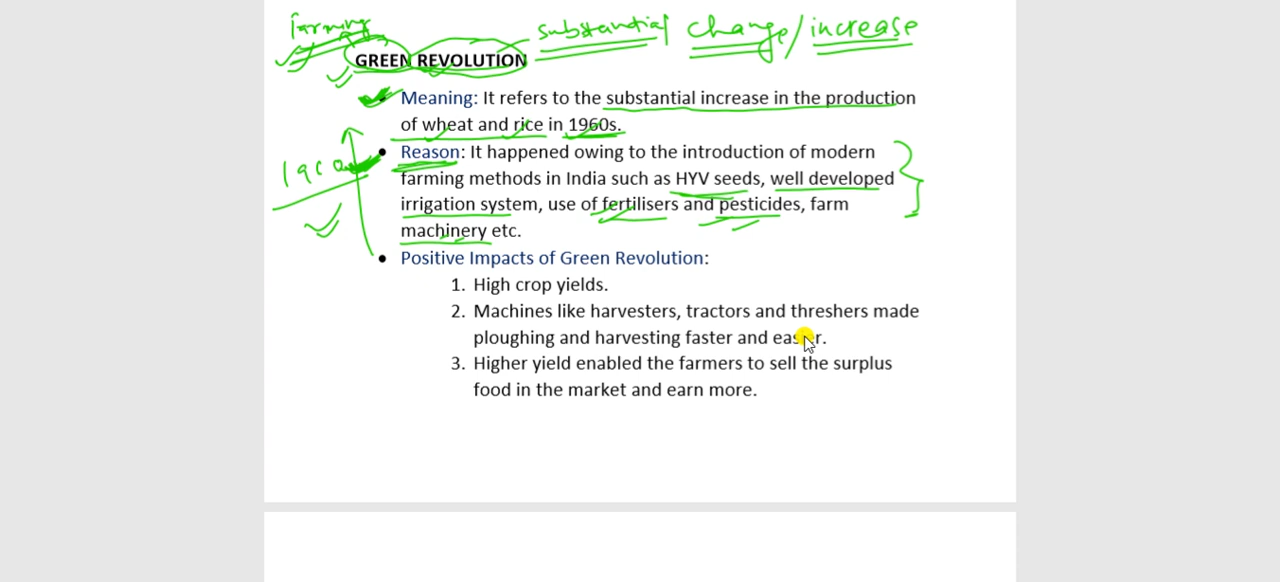 farming
substantial change/increase
GREEN REVOLUTION
Meaning: It refers to the substantial increase in the production
of wheat and rice in 1960s.
• Reason: It happened owing to the introduction of modern
farming methods in India such as HYV seeds, well developed
irrigation system, use of fertilisers and pesticides, farm
machinery etc.
• Positive Impacts of Green Revolution:
1. High crop yields.
2. Machines like harvesters, tractors and threshers made
ploughing and harvesting faster and easier.
3. Higher yield enabled the farmers to sell the surplus
food in the market and earn more.